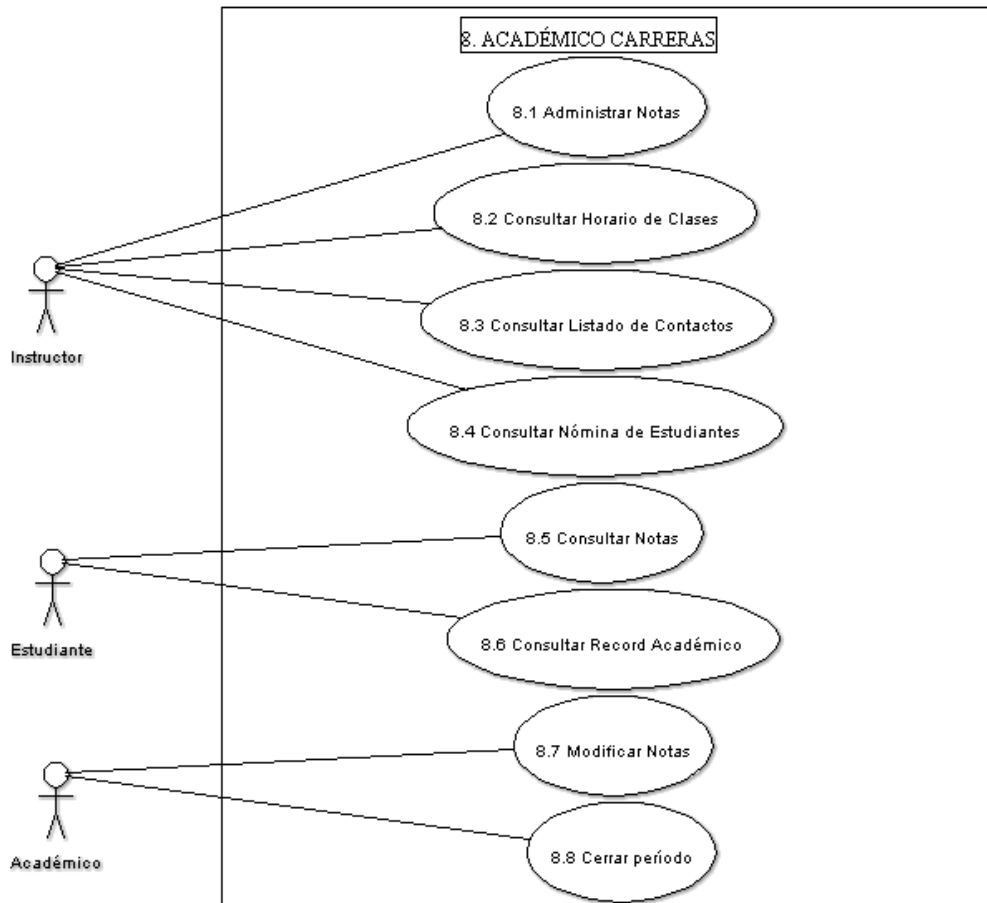 8. ACADÉMICO CARRERAS
8.1 Administrar Notas
8.2 Consultar Horario de Clases
8.3 Consultar Listado de Contactos
Instructor
8.4 Consultar Nómina de Estudiantes
8.5 Consultar Notas
Estudiante
8.6 Consultar Record Académico
8.7 Modificar Notas
Académico
8.8 Cerrar período